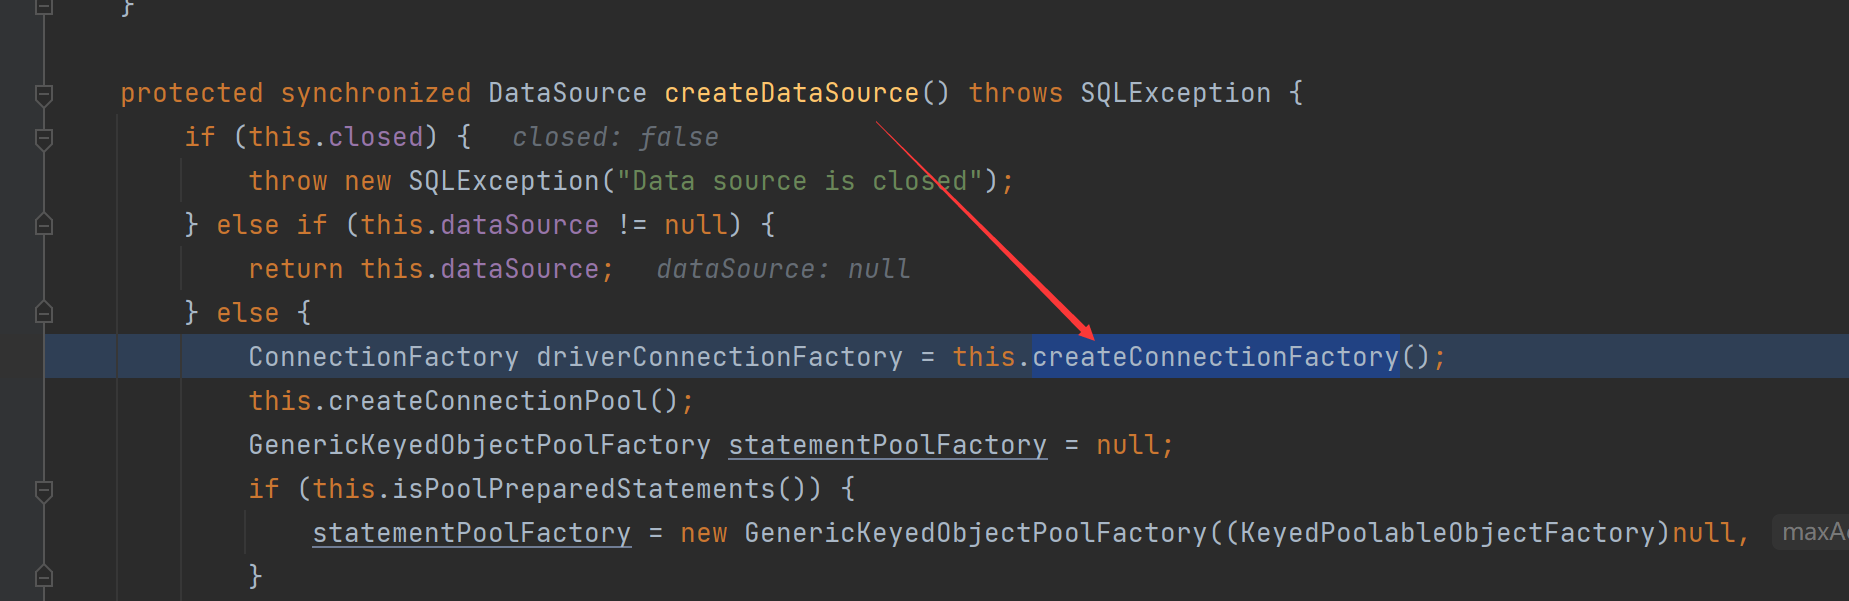 }
protected synchronized DataSource createDataSource() throws SQLException {
if (this.closed) { closed: false
throw new SQLException("Data source is closed");
} else if (this.dataSource != null) {
return this.dataSource; dataSource: null
} else {
ConnectionFactory driverConnectionFactory = this.createConnectionFactory();
this.createConnectionPool();
GenericKeyedObjectPoolFactory statementPoolFactory = null;
if (this.isPoolPreparedStatements()) {
statementPoolFactory = new GenericKeyedObjectPoolFactory((KeyedPoolableObjectFactory)null,
}